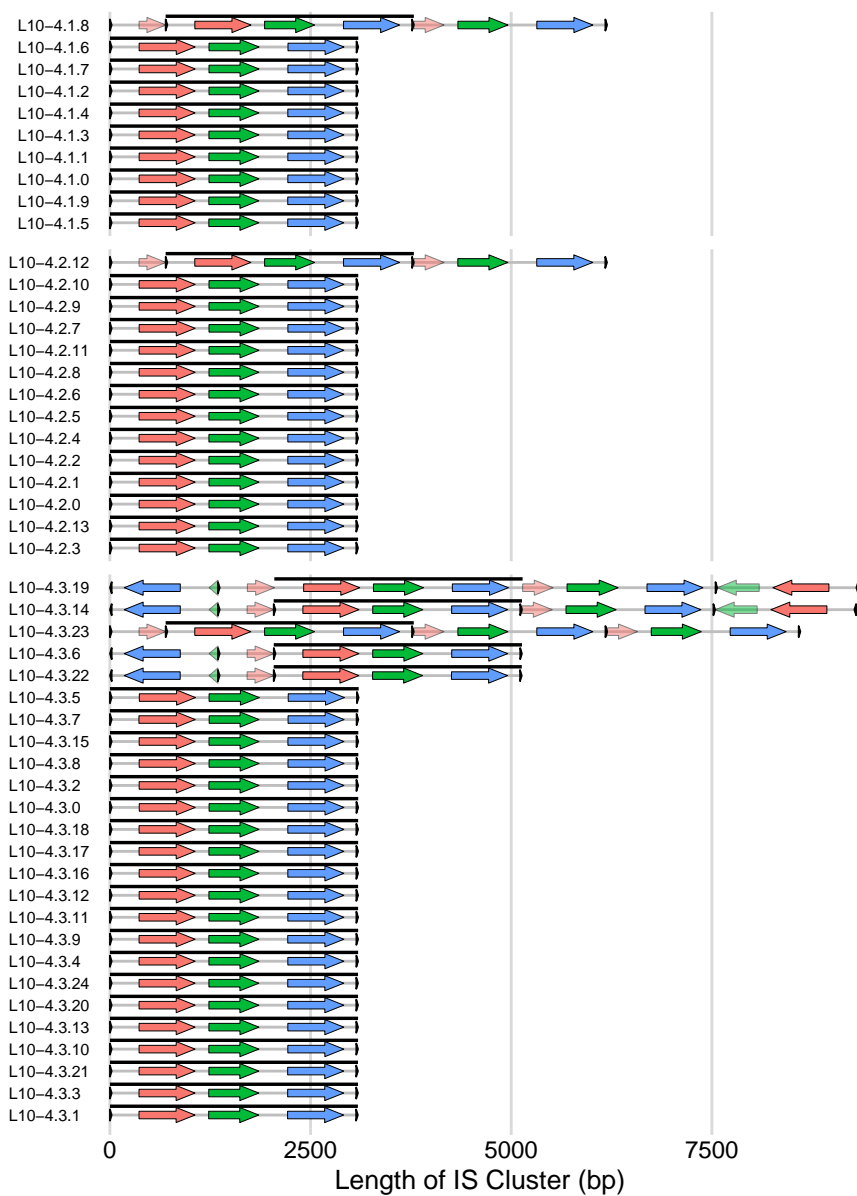 L10−4.1.8
L10−4.1.6
L10−4.1.7
L10−4.1.2
L10−4.1.4
L10−4.1.3
L10−4.1.1
L10−4.1.0
L10−4.1.9
L10−4.1.5
L10−4.2.12
L10−4.2.10
L10−4.2.9
L10−4.2.7
L10−4.2.11
L10−4.2.8
L10−4.2.6
L10−4.2.5
L10−4.2.4
L10−4.2.2
L10−4.2.1
L10−4.2.0
L10−4.2.13
L10−4.2.3
L10−4.3.19
L10−4.3.14
L10−4.3.23
L10−4.3.6
L10−4.3.22
L10−4.3.5
L10−4.3.7
L10−4.3.15
L10−4.3.8
L10−4.3.2
L10−4.3.0
L10−4.3.18
L10−4.3.17
L10−4.3.16
L10−4.3.12
L10−4.3.11
L10−4.3.9
L10−4.3.4
L10−4.3.24
L10−4.3.20
L10−4.3.13
L10−4.3.10
L10−4.3.21
L10−4.3.3
L10−4.3.1
0 2500 5000 7500
Length of IS Cluster (bp)